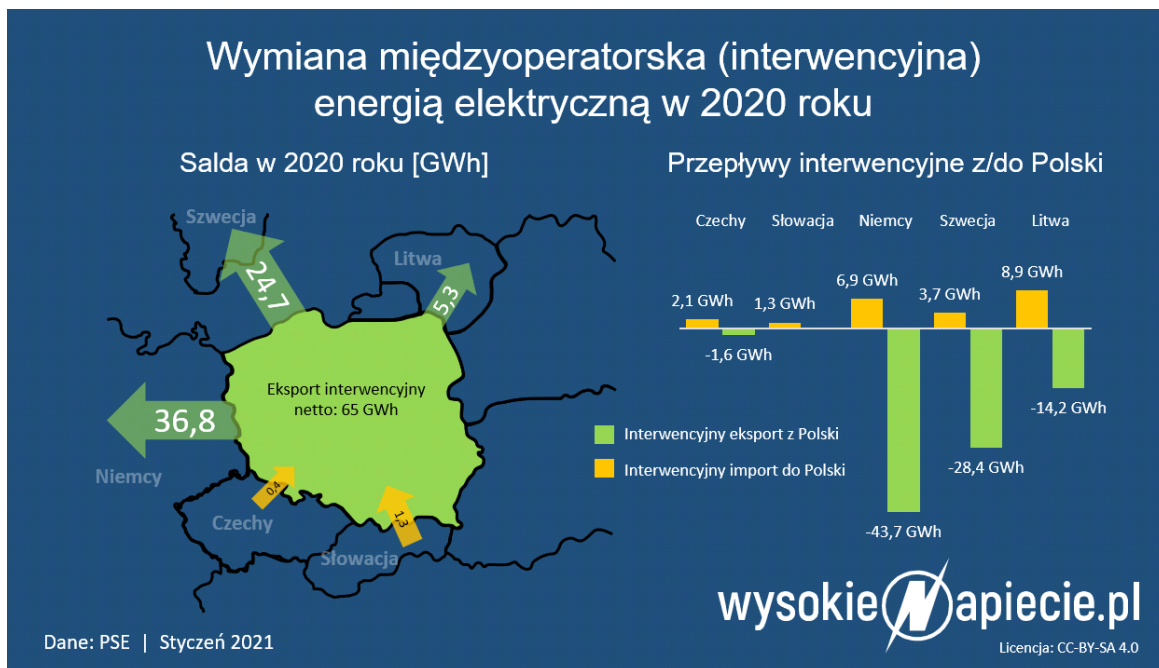 Wymiana międzyoperatorska (interwencyjna)
energią elektryczną w 2020 roku
Salda w 2020 roku [GWh]
Szwecja
24,7
Litwa
5,3
Eksport interwencyjny
netto: 65 GWh
36,8
Niemcy
0,4
Czechy
1,3
Słowacja
Przepływy interwencyjne z/do Polski
Czechy Słowacja Niemcy Szwecja Litwa
2,1 GWh 1,3 GWh 6,9 GWh 3,7 GWh 8,9 GWh
-1,6 GWh
-14,2 GWh
-28,4 GWh
-43,7 GWh
Interwencyjny eksport z Polski
Interwencyjny import do Polski
wysokieNapiecie.pl
Licencja: CC-BY-SA 4.0
Dane: PSE | Styczeń 2021